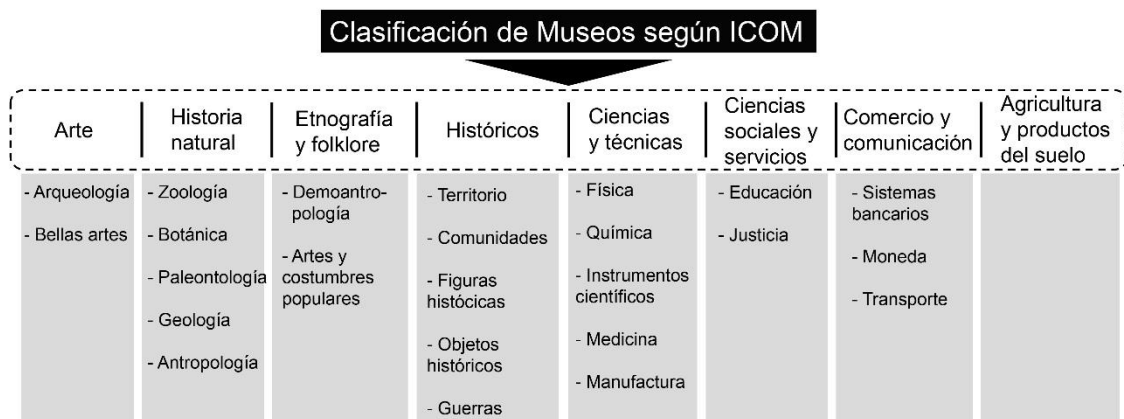 Clasificación de Museos según ICOM
Arte
Historia
natural
Etnografía
y folklore
Históricos
Ciencias
y técnicas
Ciencias
sociales y
servicios
Comercio y
comunicación
Agricultura
y productos
del suelo
- Arqueología
- Bellas artes
- Zoología
- Botánica
- Paleontología
- Geología
- Antropología
- Demoantro-
pología
- Artes y
costumbres
populares
- Territorio
- Comunidades
- Figuras
histócicas
- Objetos
históricos
- Guerras
- Física
- Química
- Instrumentos
científicos
- Medicina
- Manufactura
- Educación
- Justicia
- Sistemas
bancarios
- Moneda
- Transporte